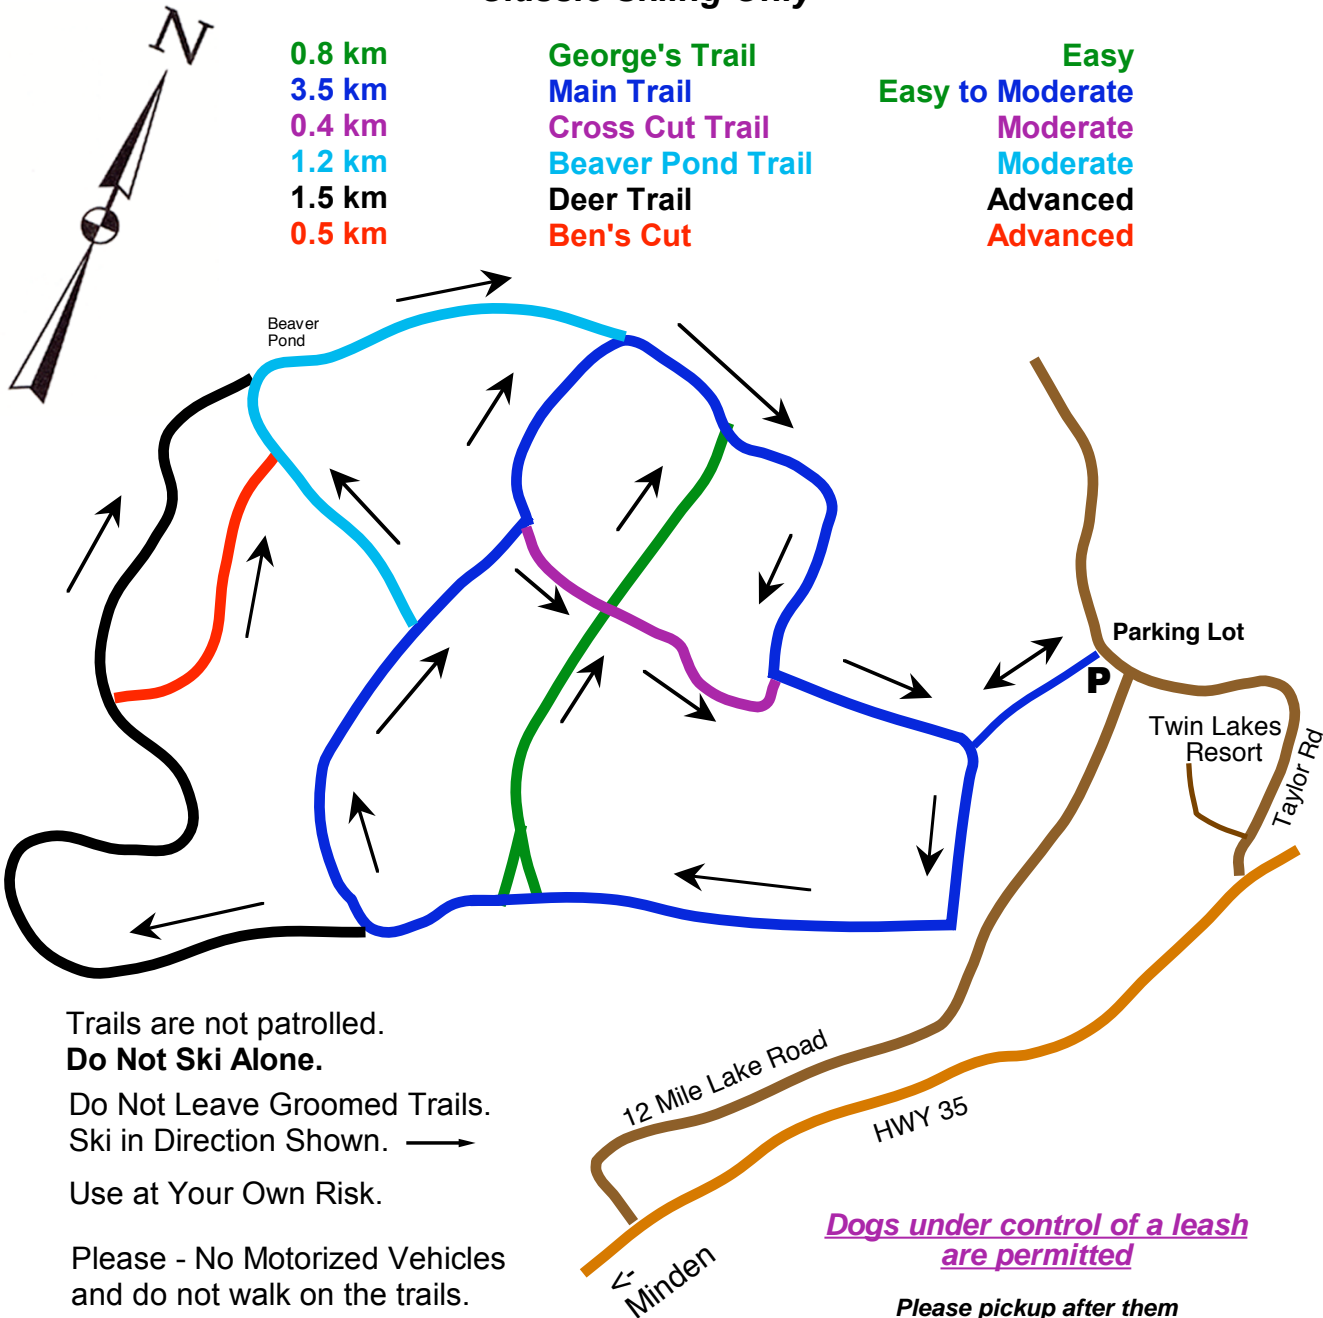 Classic Skiing Only
N
0.8 km George's Trail Easy
3.5 km Main Trail Easy to Moderate
0.4 km Cross Cut Trail Moderate
1.2 km Beaver Pond Trail Moderate
1.5 km Deer Trail Advanced
0.5 km Ben's Cut Advanced
Beaver
Pond
Parking Lot
P
Twin Lakes
Resort
Taylor Rd
12 Mile Lake Road
HWY 35
<-
Minden
Trails are not patrolled.
Do Not Ski Alone.
Do Not Leave Groomed Trails.
Ski in Direction Shown.
Use at Your Own Risk.
Please - No Motorized Vehicles
and do not walk on the trails.
Dogs under control of a leash
are permitted
Please pickup after them